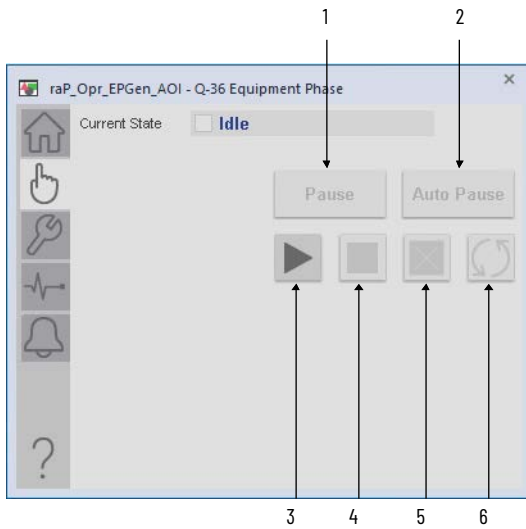 1 2
raP_Opr_EPGen_AOI - Q-36 Equipment Phase
Current State Idle
Pause Auto Pause
?
3 4 5 6